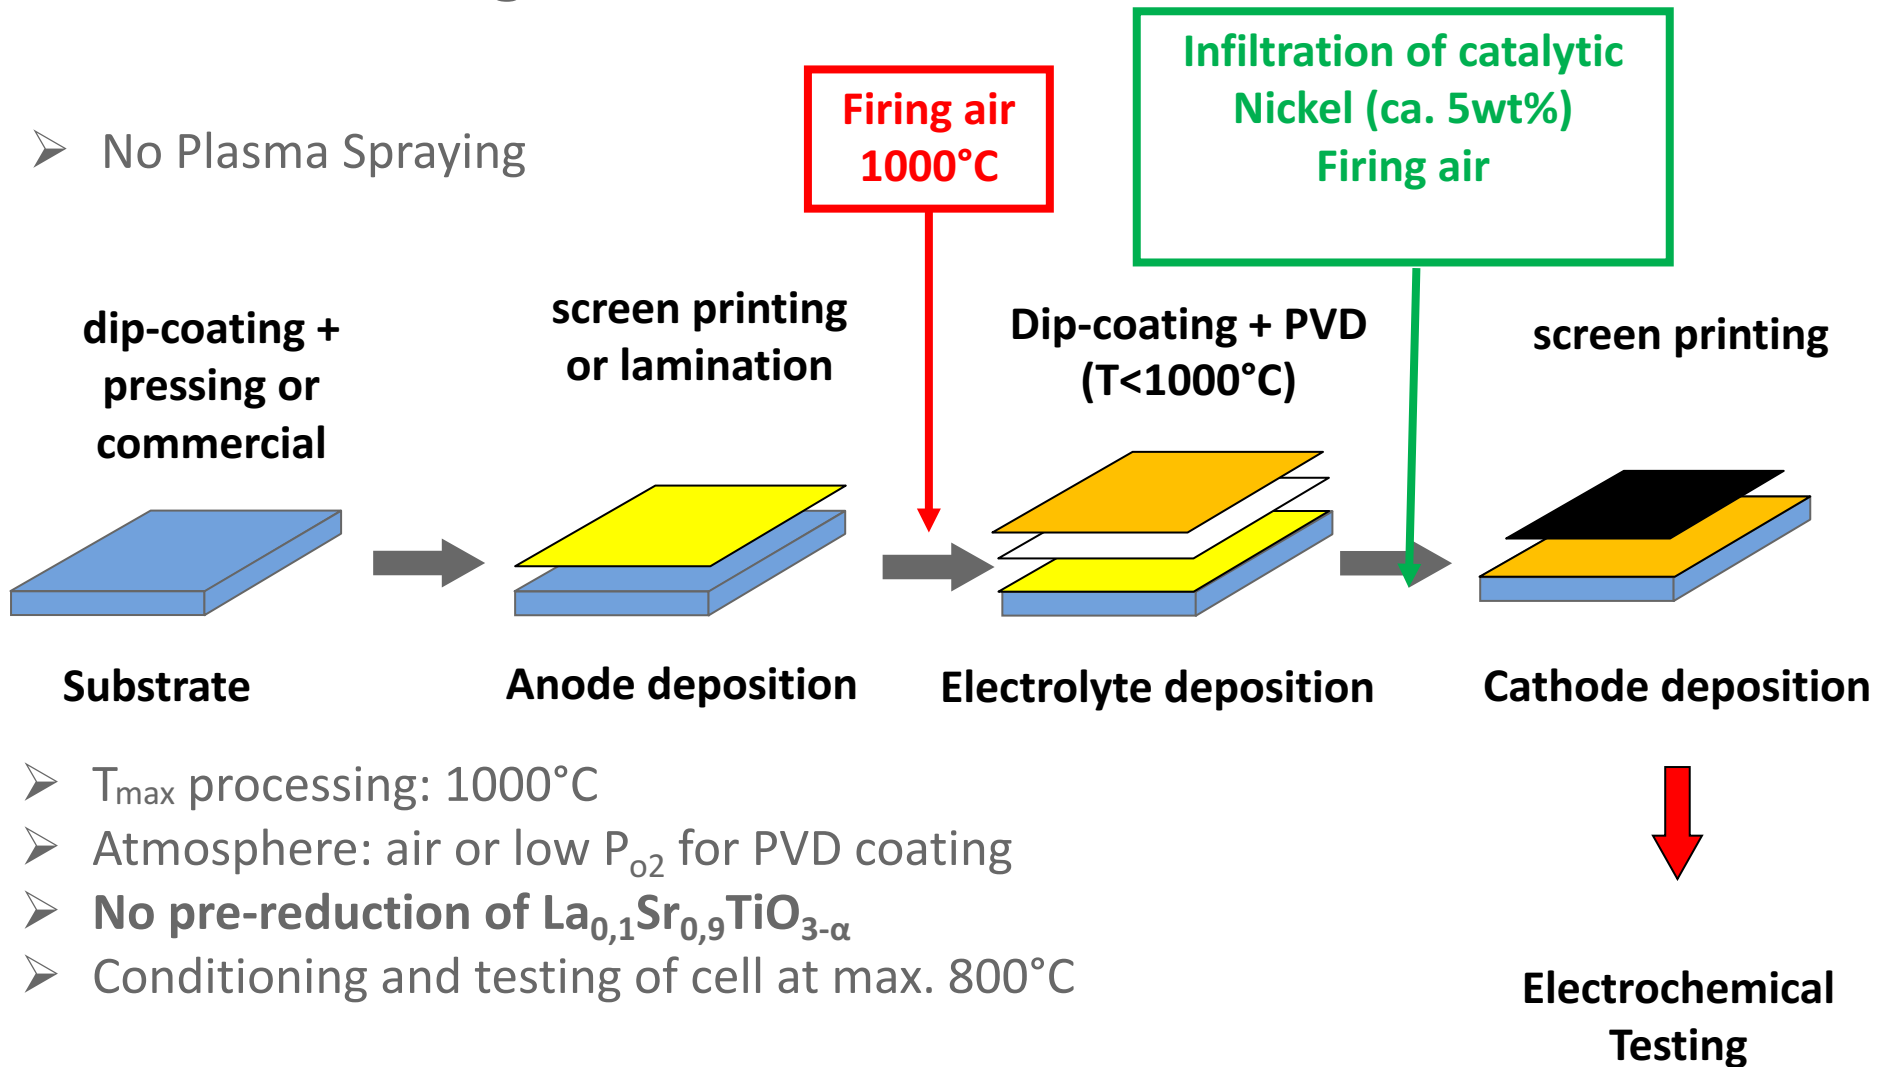 ➢ No Plasma Spraying
Firing air
1000°C
Infiltration of catalytic
Nickel (ca. 5wt%)
Firing air
dip-coating +
pressing or
commercial
screen printing
or lamination
Dip-coating + PVD
(T<1000°C)
screen printing
Substrate
Anode deposition
Electrolyte deposition
Cathode deposition
➢ Tmax processing: 1000°C
➢ Atmosphere: air or low Po2 for PVD coating
➢ No pre-reduction of La0,1Sr0,9TiO3-α
➢ Conditioning and testing of cell at max. 800°C
Electrochemical
Testing